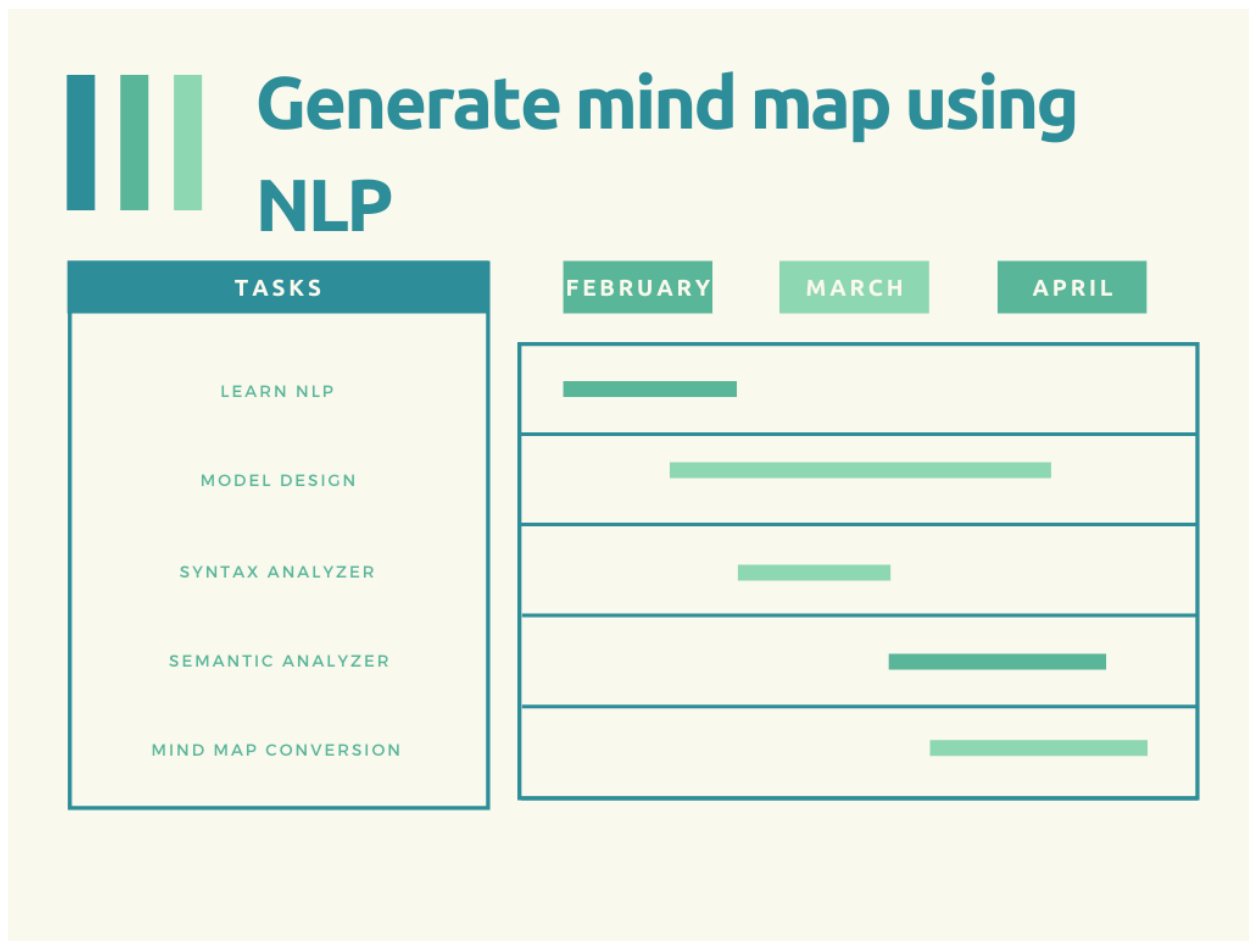 Generate mind map using
NLP
TASKS
FEBRUARY
MARCH
APRIL
LEARN NLP
MODEL DESIGN
SYNTAX ANALYZER
SEMANTIC ANALYZER
MIND MAP CONVERSION